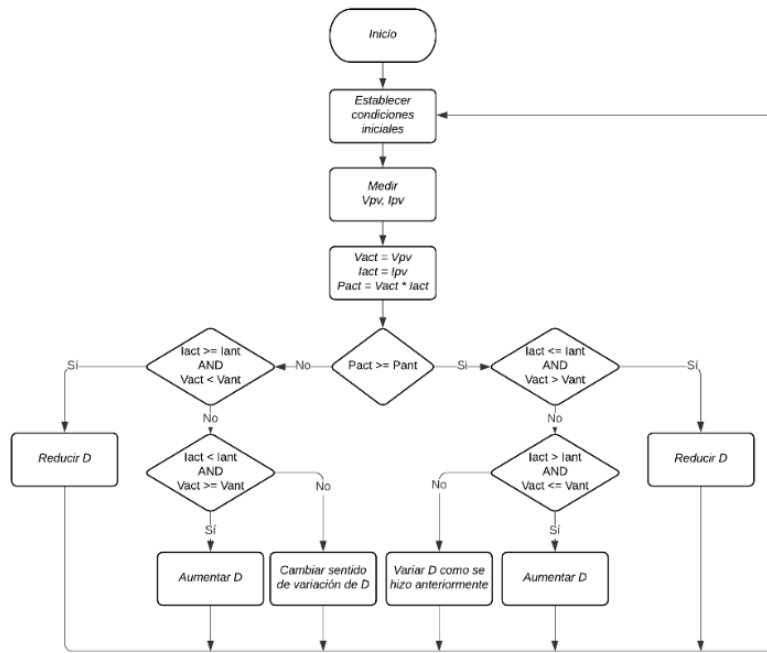 Inicio
Establecer
condiciones
iniciales
Medir
Vpv, Ipv
Vact = Vpv
Iact = Ipv
Pact = Vact * Iact
Iact >= Iant
AND
Vact < Vant
Pact >= Pant
Iact <= Iant
AND
Vact > Vant
Sí
No
Si
Sí
No
No
Reducir D
Iact < Iant
AND
Vact >= Vant
Iact > Iant
AND
Vact <= Vant
Reducir D
No
No
Sí
Sí
Aumentar D
Cambiar sentido
de variación de D
Variar D como se
hizo anteriormente
Aumentar D